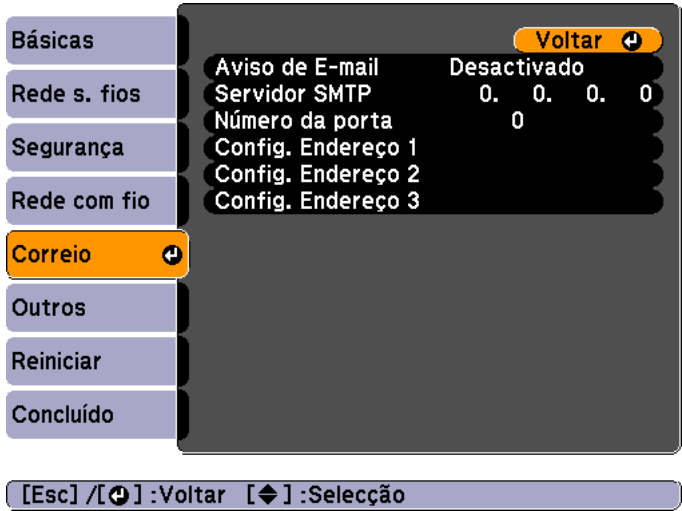 Básicas
Rede s. fios
Segurança
Rede com fio
Correio
Outros
Reiniciar
Concluído
Voltar
Aviso de E-mail Desactivado
Servidor SMTP 0. 0. 0. 0
Número da porta 0
Config. Endereço 1
Config. Endereço 2
Config. Endereço 3
[Esc] /[ ] :Voltar [ ] :Selecção